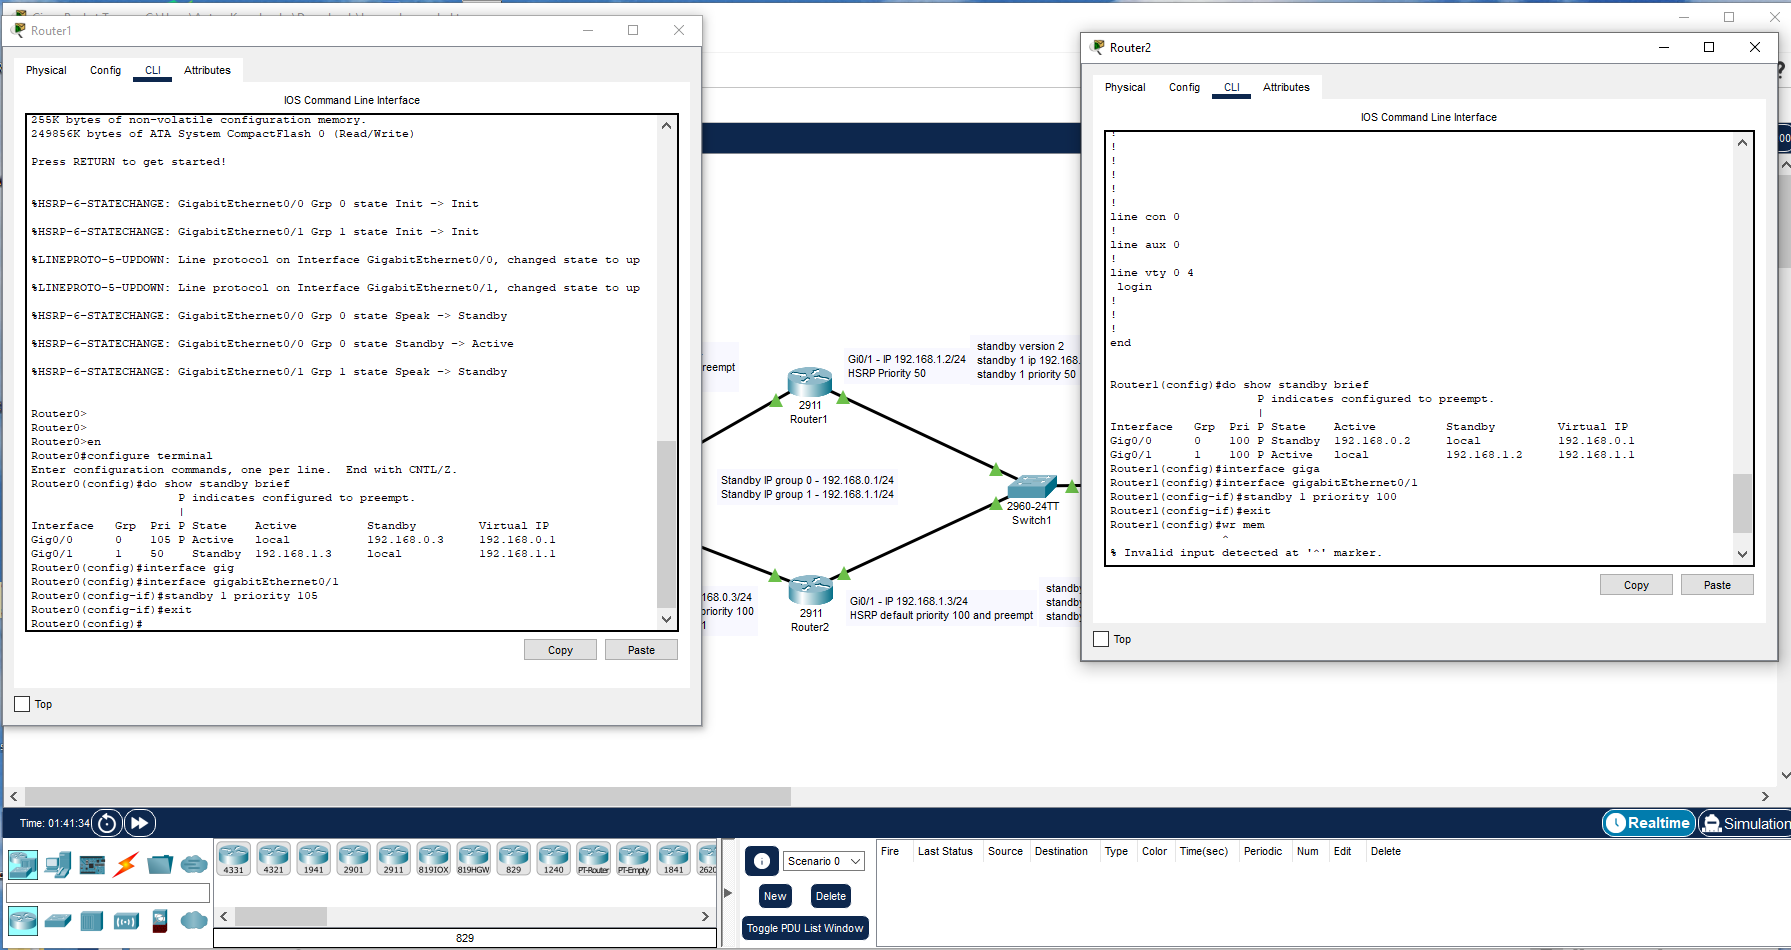 Router1
Physical Config CLI Attributes
IOS Command Line Interface
255K bytes of non-volatile configuration memory.
249856K bytes of ATA System CompactFlash 0 (Read/Write)
Press RETURN to get started!
%HSRP-6-STATECHANGE: GigabitEthernet0/0 Grp 0 state Init -> Init
%HSRP-6-STATECHANGE: GigabitEthernet0/1 Grp 1 state Init -> Init
%LINEPROTO-5-UPDOWN: Line protocol on Interface GigabitEthernet0/0, changed state to up
%LINEPROTO-5-UPDOWN: Line protocol on Interface GigabitEthernet0/1, changed state to up
%HSRP-6-STATECHANGE: GigabitEthernet0/0 Grp 0 state Speak -> Standby
%HSRP-6-STATECHANGE: GigabitEthernet0/0 Grp 0 state Standby -> Active
%HSRP-6-STATECHANGE: GigabitEthernet0/1 Grp 1 state Speak -> Standby
Router0>
Router0>
Router0>en
Router0#configure terminal
Enter configuration commands, one per line. End with CNTL/Z.
Router0(config)#do show standby brief
P indicates configured to preempt.
|
Interface Grp Pri P State Active Standby Virtual IP
Gig0/0 0 105 P Active local 192.168.0.3 192.168.0.1
Gig0/1 1 50 Standby 192.168.1.3 local 192.168.1.1
Router0(config)#interface gig
Router0(config)#interface gigabitEthernet0/1
Router0(config-if)#standby 1 priority 105
Router0(config-if)#exit
Router0(config)#
Copy Paste
Top
Router2
Physical Config CLI Attributes
IOS Command Line Interface
!
!
!
!
!
!
line con 0
!
line aux 0
!
line vty 0 4
login
!
!
!
end
Router1(config)#do show standby brief
P indicates configured to preempt.
|
Interface Grp Pri P State Active Standby Virtual IP
Gig0/0 0 100 P Standby 192.168.0.2 local 192.168.0.1
Gig0/1 1 100 P Active local 192.168.1.2 192.168.1.1
Router1(config)#interface giga
Router1(config)#interface gigabitEthernet0/1
Router1(config-if)#standby 1 priority 100
Router1(config-if)#exit
Router1(config)#wr mem
^
% Invalid input detected at '^' marker.
Copy Paste
Top
?
00
reempt
2911
Router1
Gi0/1 - IP 192.168.1.2/24
HSRP Priority 50
standby version 2
standby 1 ip 192.168.
standby 1 priority 50
Standby IP group 0 - 192.168.0.1/24
Standby IP group 1 - 192.168.1.1/24
2960-24TT
Switch1
168.0.3/24
riority 100
1
2911
Router2
Gi0/1 - IP 192.168.1.3/24
HSRP default priority 100 and preempt
standb
standb
standb
Time: 01:41:34
Realtime Simulation
4331 4321 1941 2901 2911 819IOX 819HGW 829 1240 PT-Router PT-Empty 1841 2620
829
Scenario 0
New Delete
Toggle PDU List Window
Fire Last Status Source Destination Type Color Time(sec) Periodic Num Edit Delete